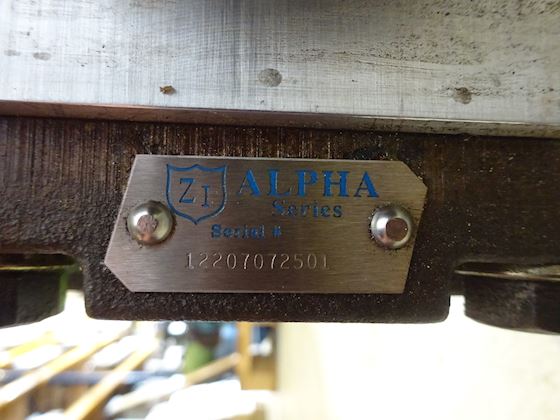 ZI ALPHA
Series
Serial #
12207072501